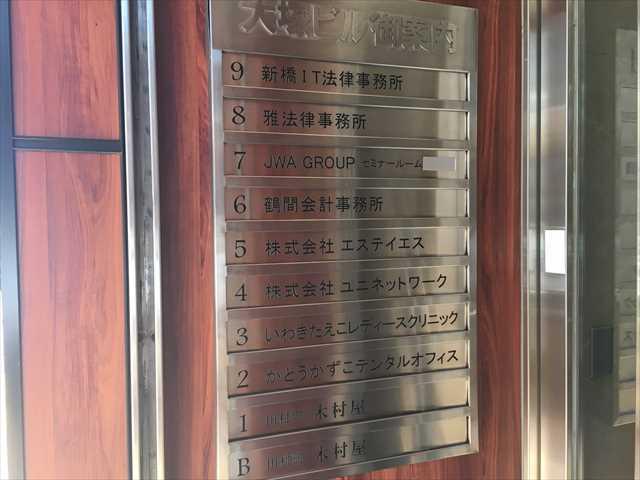 大塚ビル御案内
9 新橋IT法律事務所
8 雅法律事務所
7 JWA GROUP セミナールーム
6 鶴間会計事務所
5 株式会社 エステイエス
4 株式会社 ユニネットワーク
3 いわきたえこレディースクリニック
2 かとうかずこデンタルオフィス
1 木村屋
B 木村屋